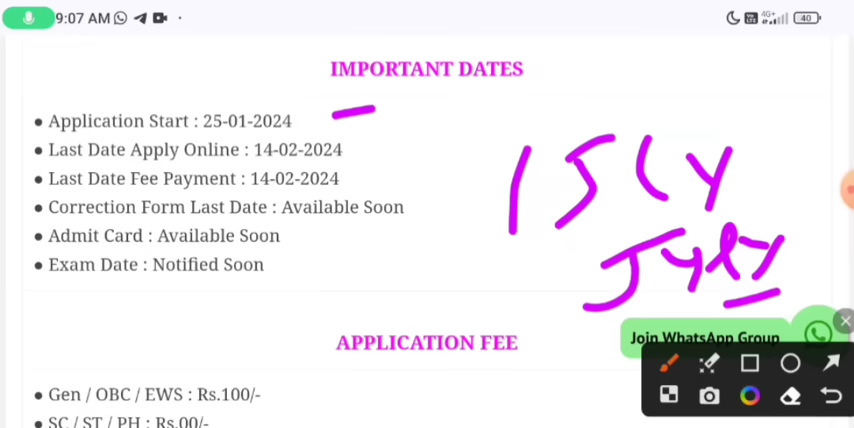 9:07 AM
4G+
40
IMPORTANT DATES
● Application Start : 25-01-2024
● Last Date Apply Online : 14-02-2024
● Last Date Fee Payment : 14-02-2024
● Correction Form Last Date : Available Soon
● Admit Card : Available Soon
● Exam Date : Notified Soon
Join WhatsApp Group
APPLICATION FEE
● Gen / OBC / EWS : Rs.100/-
● SC / ST / PH : Rs.00/-